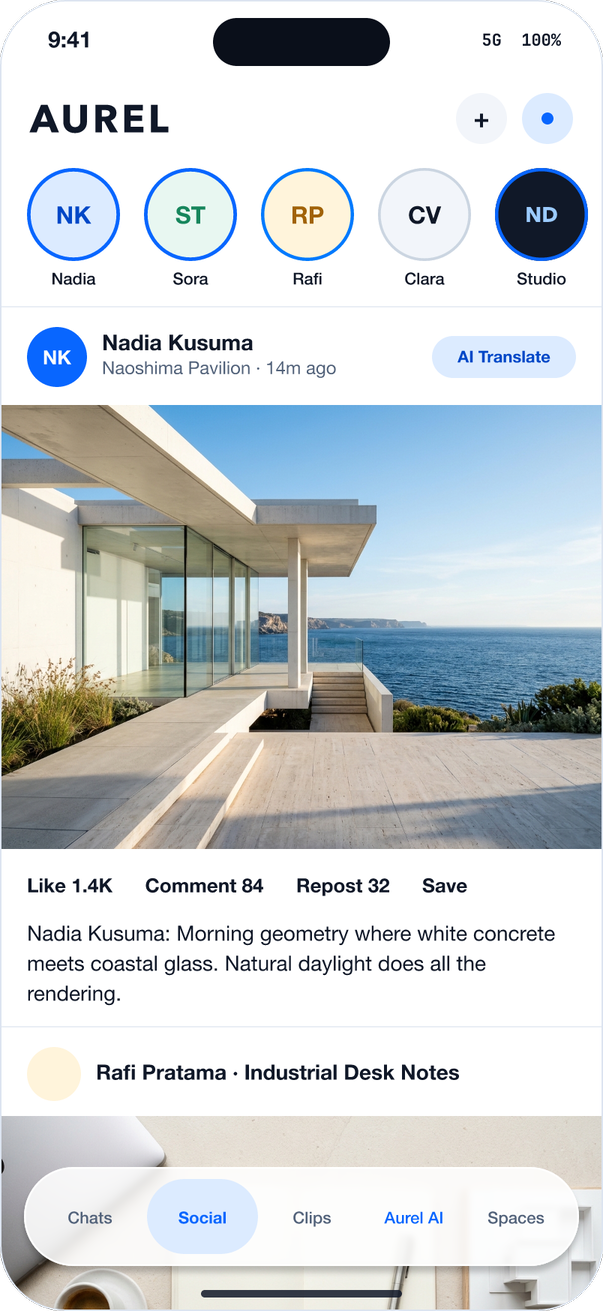 9:41
5G 100%
AUREL
+
NK
ST
RP
CV
ND
Nadia
Sora
Rafi
Clara
Studio
NK
Nadia Kusuma
Naoshima Pavilion · 14m ago
AI Translate
Like 1.4K Comment 84 Repost 32 Save
Nadia Kusuma: Morning geometry where white concrete
meets coastal glass. Natural daylight does all the
rendering.
Rafi Pratama · Industrial Desk Notes
Chats Social Clips Aurel AI Spaces